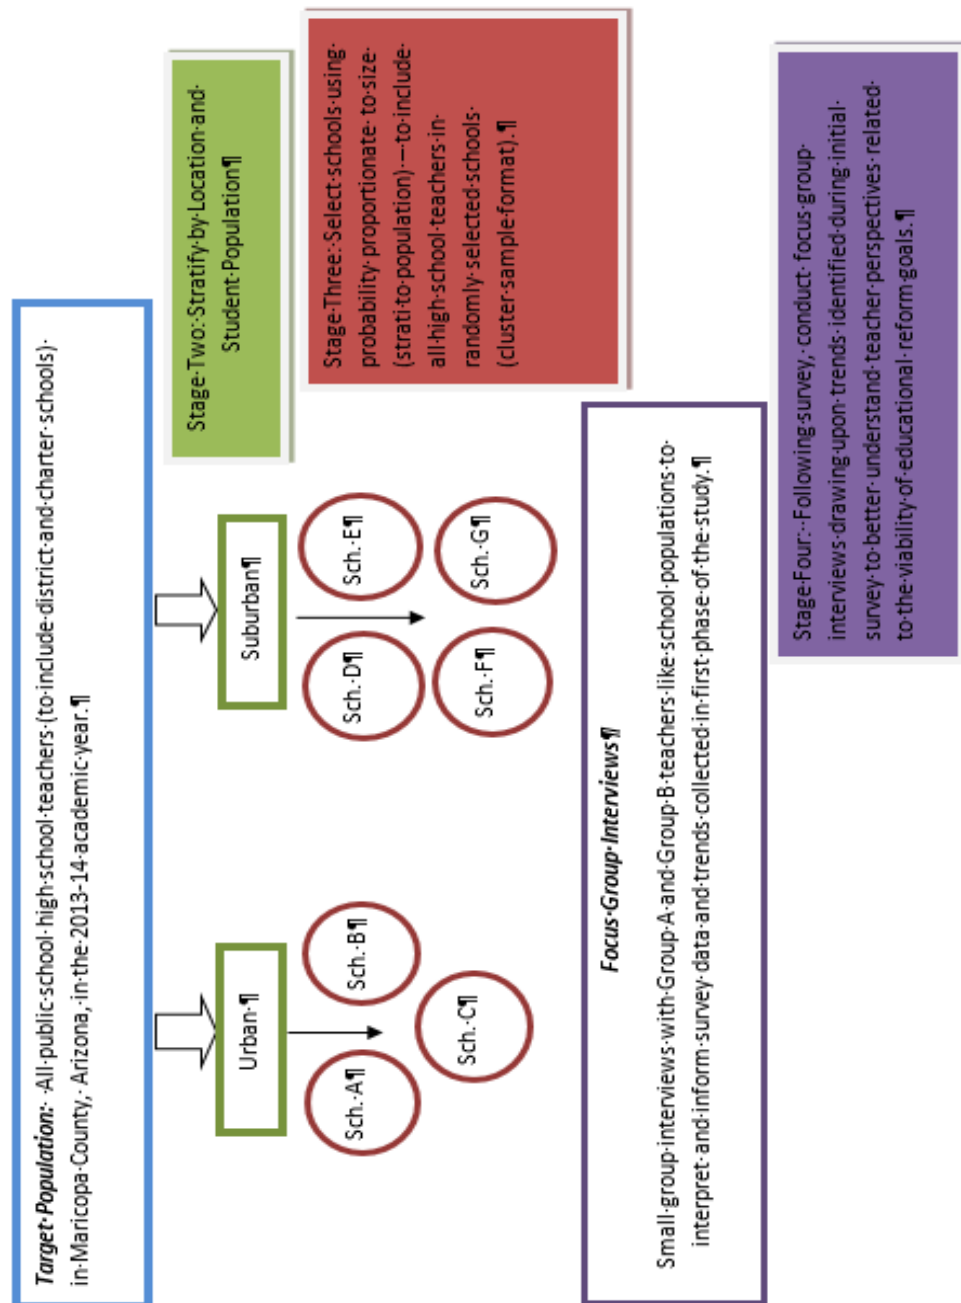 Target·Population:··All·public·school·high·school·teachers·(to·include·district·and·charter·schools)·
in·Maricopa·County,·Arizona,·in·the·2013-14·academic·year.¶
Stage·Two:·Stratify·by·Location·and·
Student·Population¶
Urban·¶
Suburban¶
Stage·Three:·Select·schools·using·
probability·proportionate·to·size·
(strati·to·population)·—·to·include·
all·high·school·teachers·in·
randomly·selected·schools·
(cluster·sample·format).¶
Sch.·A¶
Sch.·B¶
Sch.·C¶
Sch.·D¶
Sch.·E¶
Sch.·F¶
Sch.·G¶
Focus·Group·Interviews¶
Small·group·interviews·with·Group·A·and·Group·B·teachers·like·school·populations·to·
interpret·and·inform·survey·data·and·trends·collected·in·first·phase·of·the·study.¶
Stage·Four:··Following·survey,·conduct·focus·group·
interviews·drawing·upon·trends·identified·during·initial·
survey·to·better·understand·teacher·perspectives·related·
to·the·viability·of·educational·reform·goals.¶